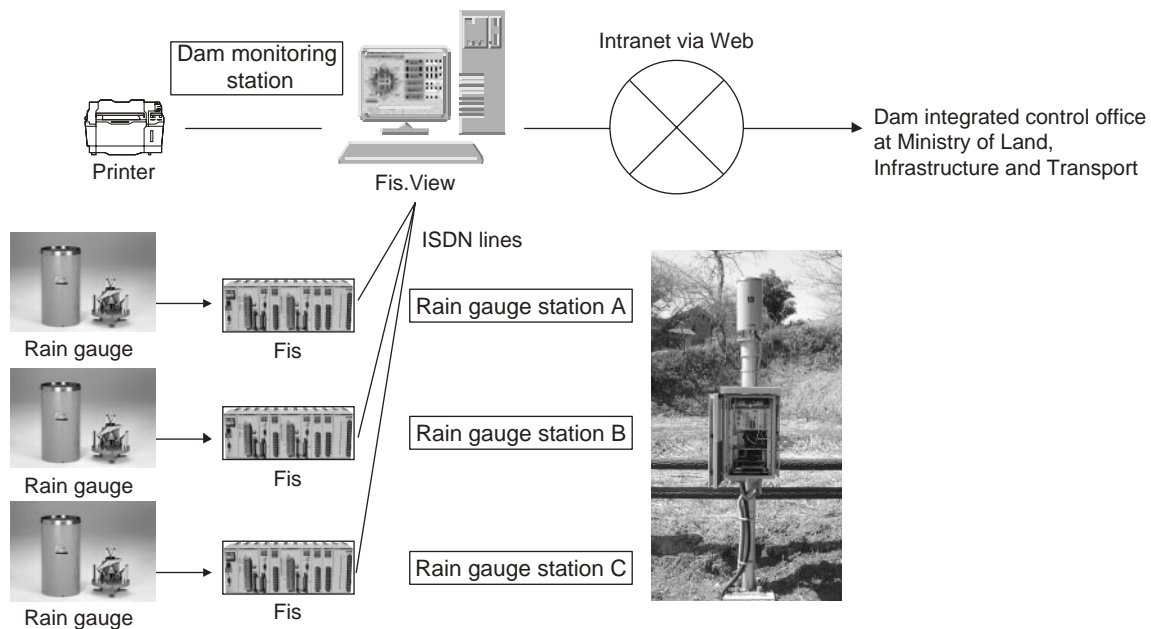 Dam monitoring
station
Intranet via Web
Dam integrated control office
at Ministry of Land,
Infrastructure and Transport
Printer
Fis.View
ISDN lines
Rain gauge
Fis
Rain gauge station A
Rain gauge
Fis
Rain gauge station B
Rain gauge
Fis
Rain gauge station C